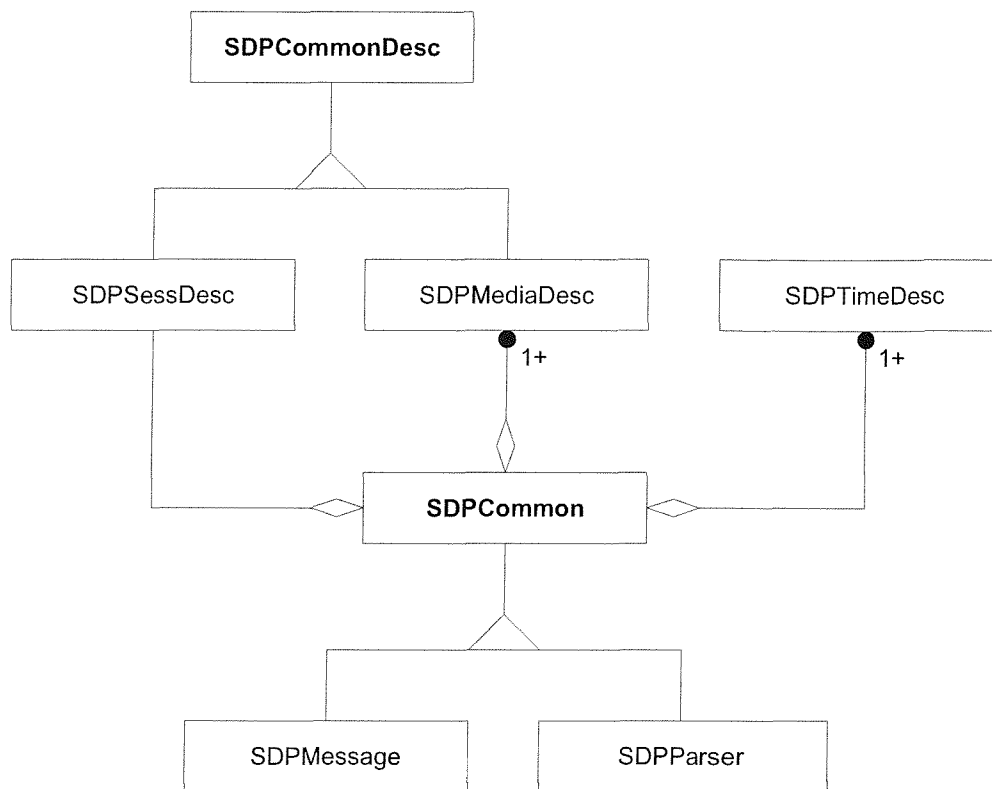 SDPCommonDesc
SDPSessDesc
SDPMediaDesc
SDPTimeDesc
1+
1+
SDPCommon
SDPMessage
SDPParser